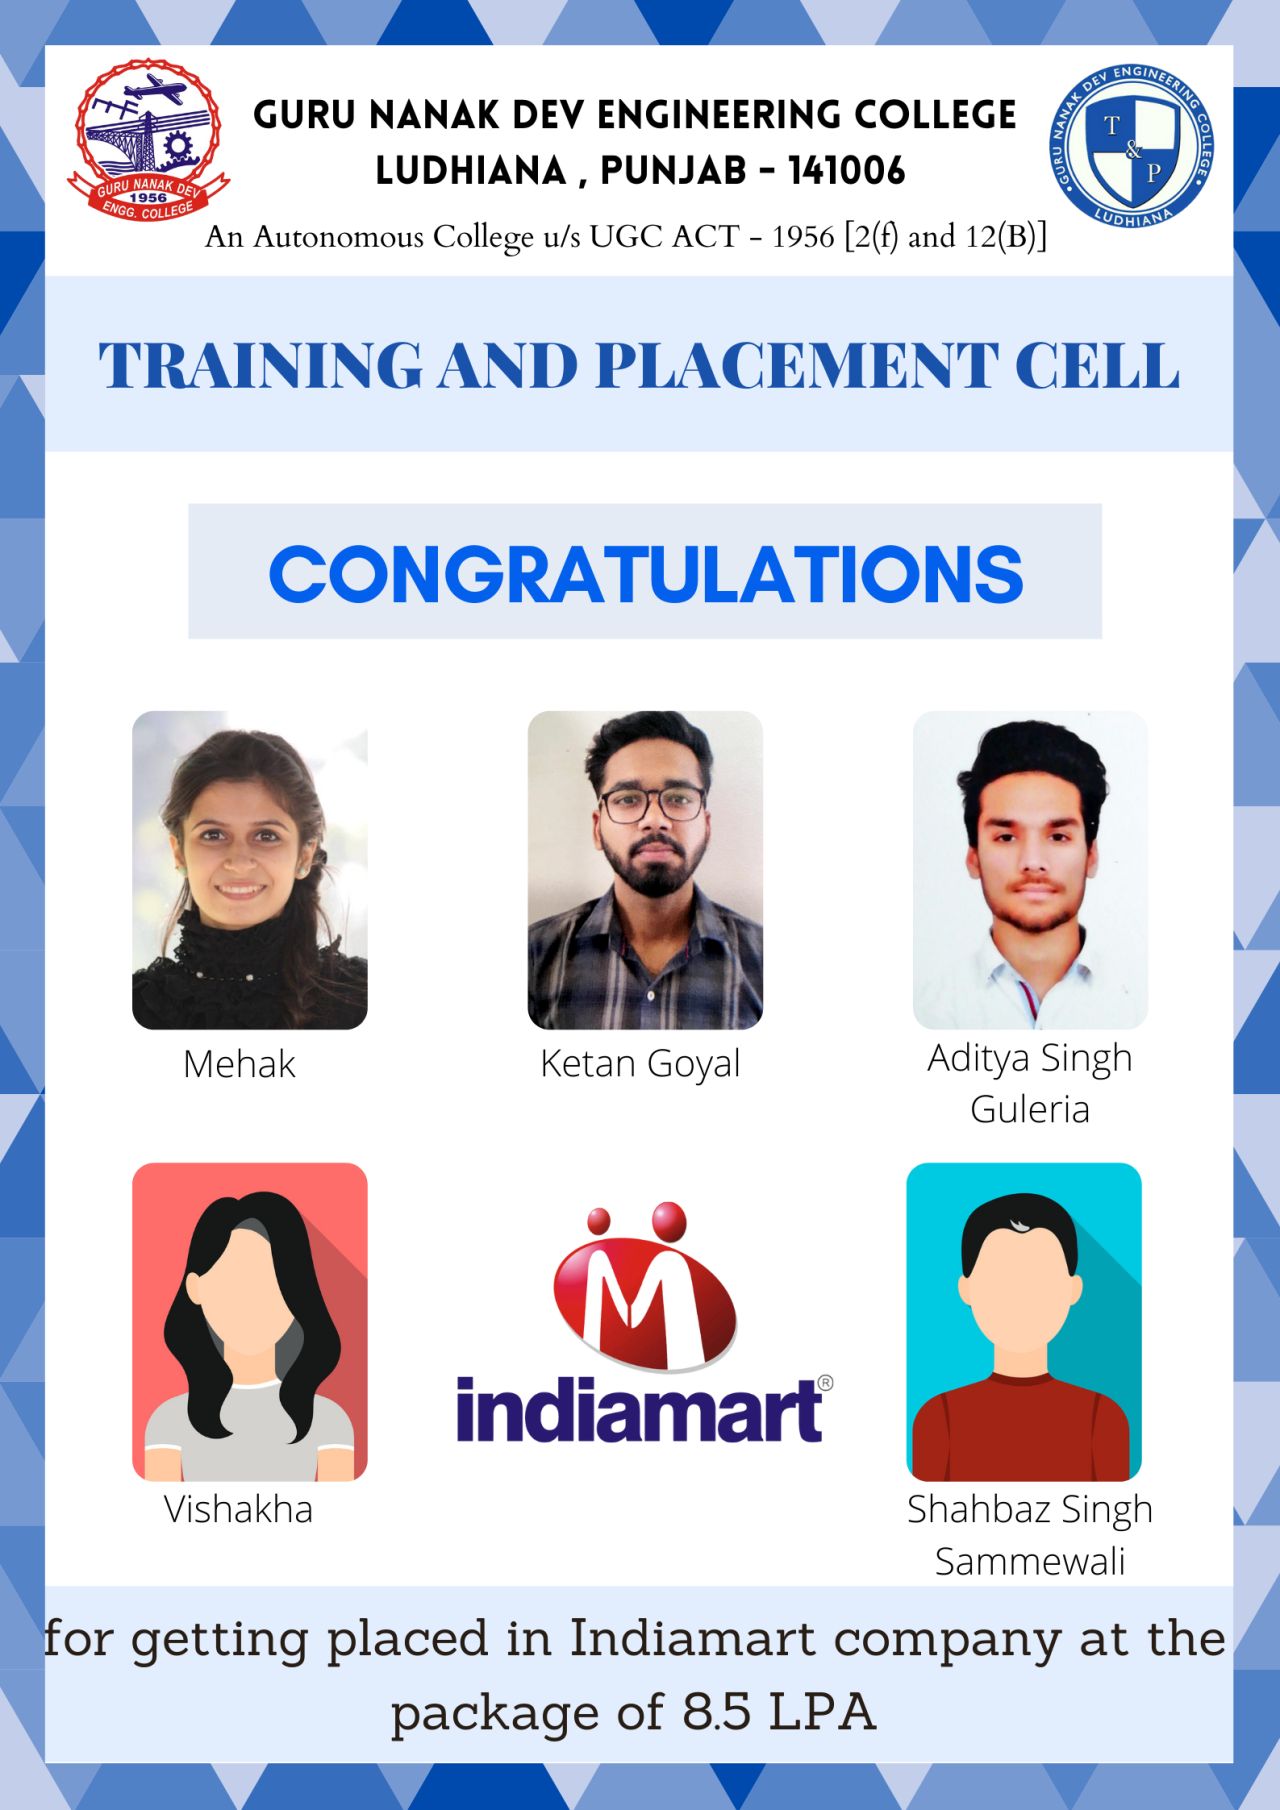 GURU NANAK DEV ENGINEERING COLLEGE
LUDHIANA , PUNJAB - 141006
An Autonomous College u/s UGC ACT - 1956 [2(f) and 12(B)]
GURU NANAK DEV
1956
ENGG. COLLEGE
GURU NANAK DEV ENGINEERING COLLEGE
T
&
P
LUDHIANA
TRAINING AND PLACEMENT CELL
CONGRATULATIONS
Mehak
Ketan Goyal
Aditya Singh
Guleria
M
indiamart®
Vishakha
Shahbaz Singh
Sammewali
for getting placed in Indiamart company at the
package of 8.5 LPA